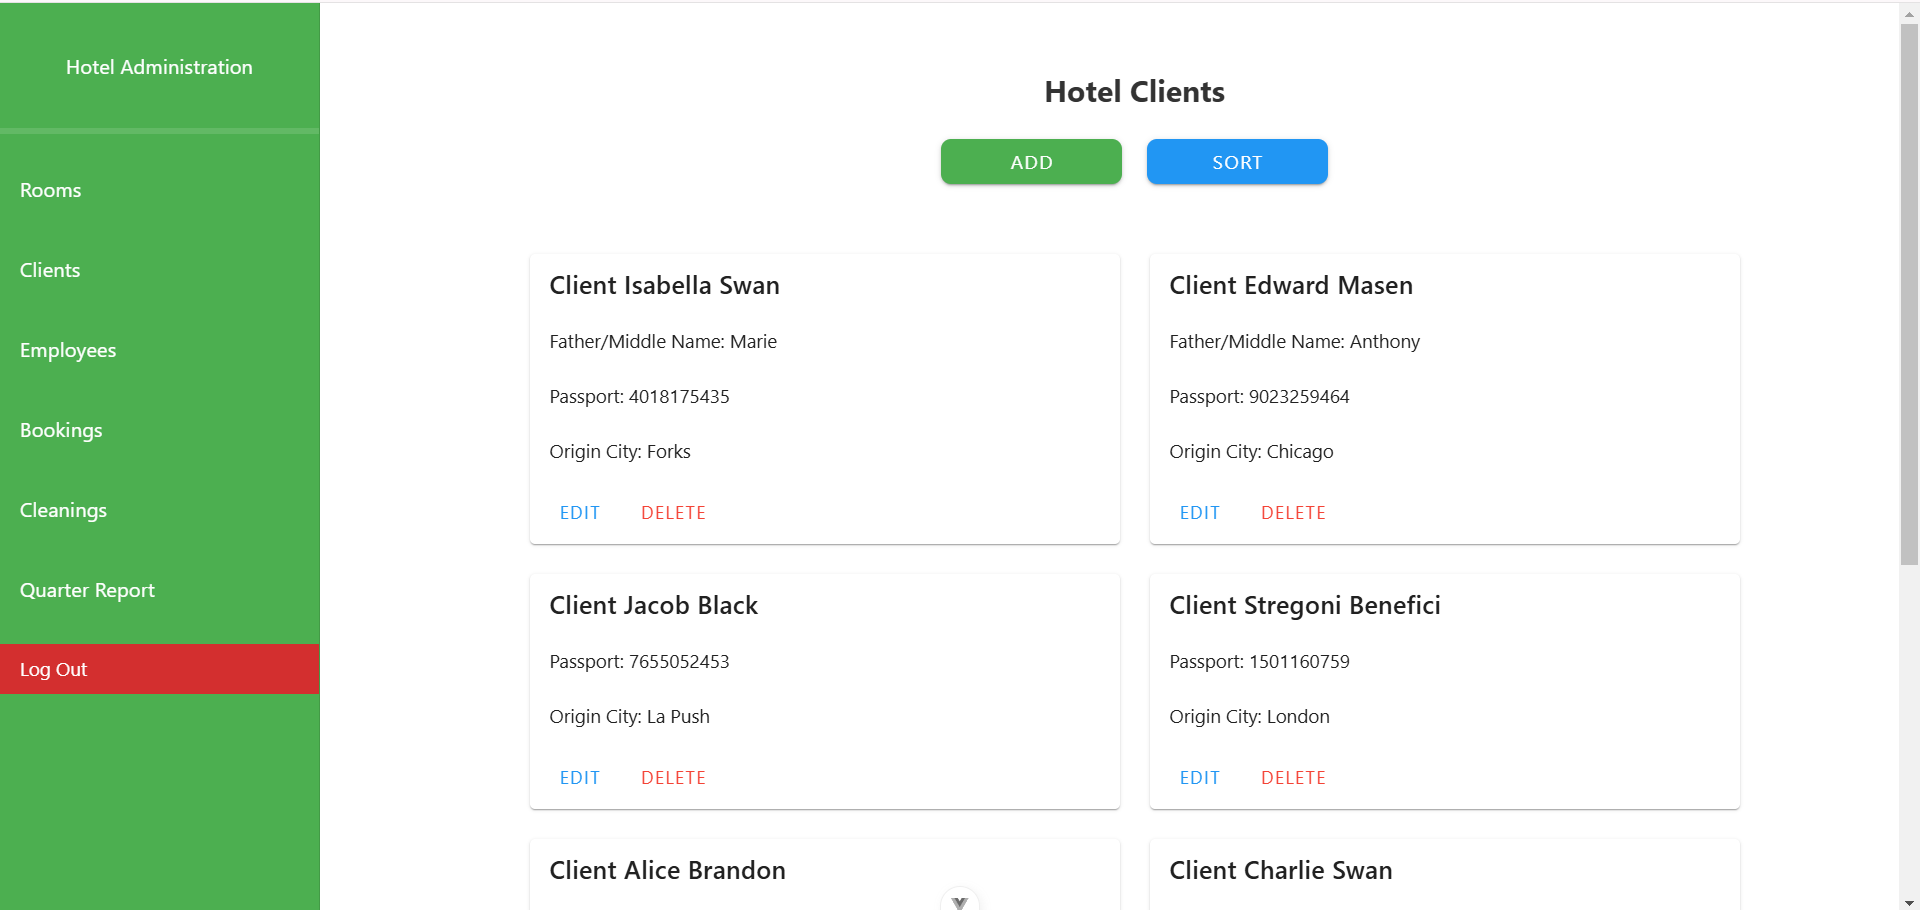 Hotel Administration
Rooms
Clients
Employees
Bookings
Cleanings
Quarter Report
Log Out
Hotel Clients
ADD
SORT
Client Isabella Swan
Father/Middle Name: Marie
Passport: 4018175435
Origin City: Forks
EDIT DELETE
Client Edward Masen
Father/Middle Name: Anthony
Passport: 9023259464
Origin City: Chicago
EDIT DELETE
Client Jacob Black
Passport: 7655052453
Origin City: La Push
EDIT DELETE
Client Stregoni Benefici
Passport: 1501160759
Origin City: London
EDIT DELETE
Client Alice Brandon
Client Charlie Swan